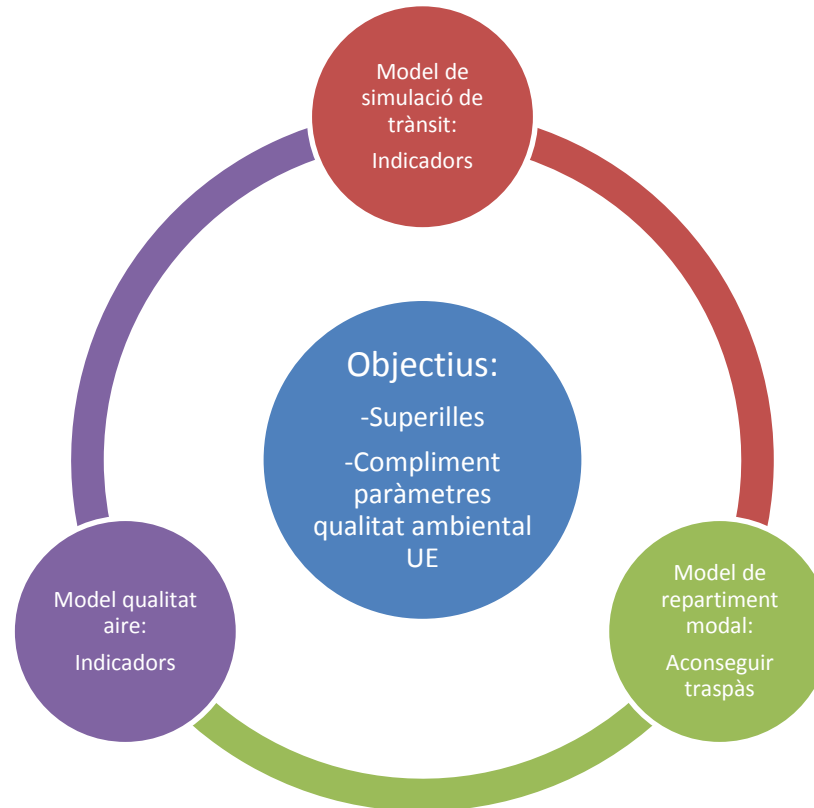 Model de
simulació de
trànsit:
Indicadors
Objectius:
-Superilles
-Compliment
paràmetres
qualitat ambiental
UE
Model qualitat
aire:
Indicadors
Model de
repartiment
modal:
Aconseguir
traspàs